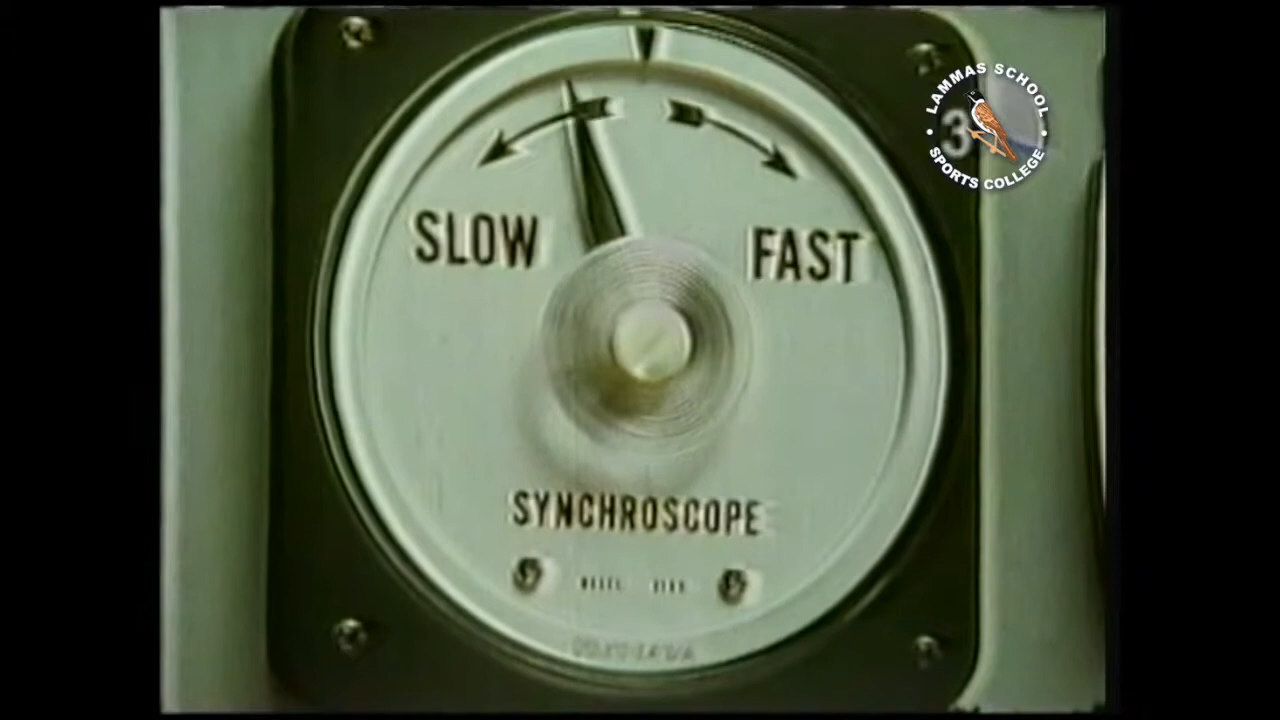 LAMMAS SCHOOL
3
SPORTS COLLEGE
SLOW
FAST
SYNCHROSCOPE